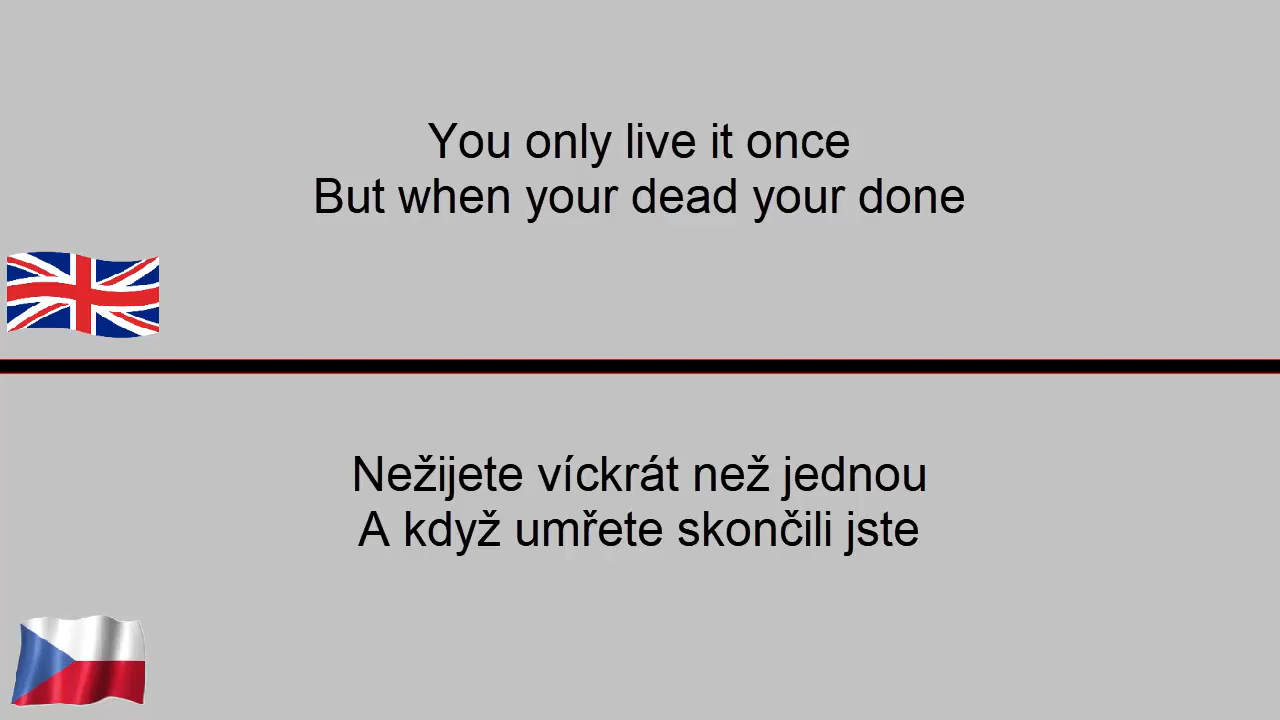 You only live it once
But when your dead your done
Nežijete víckrát než jednou
A když umřete skončili jste